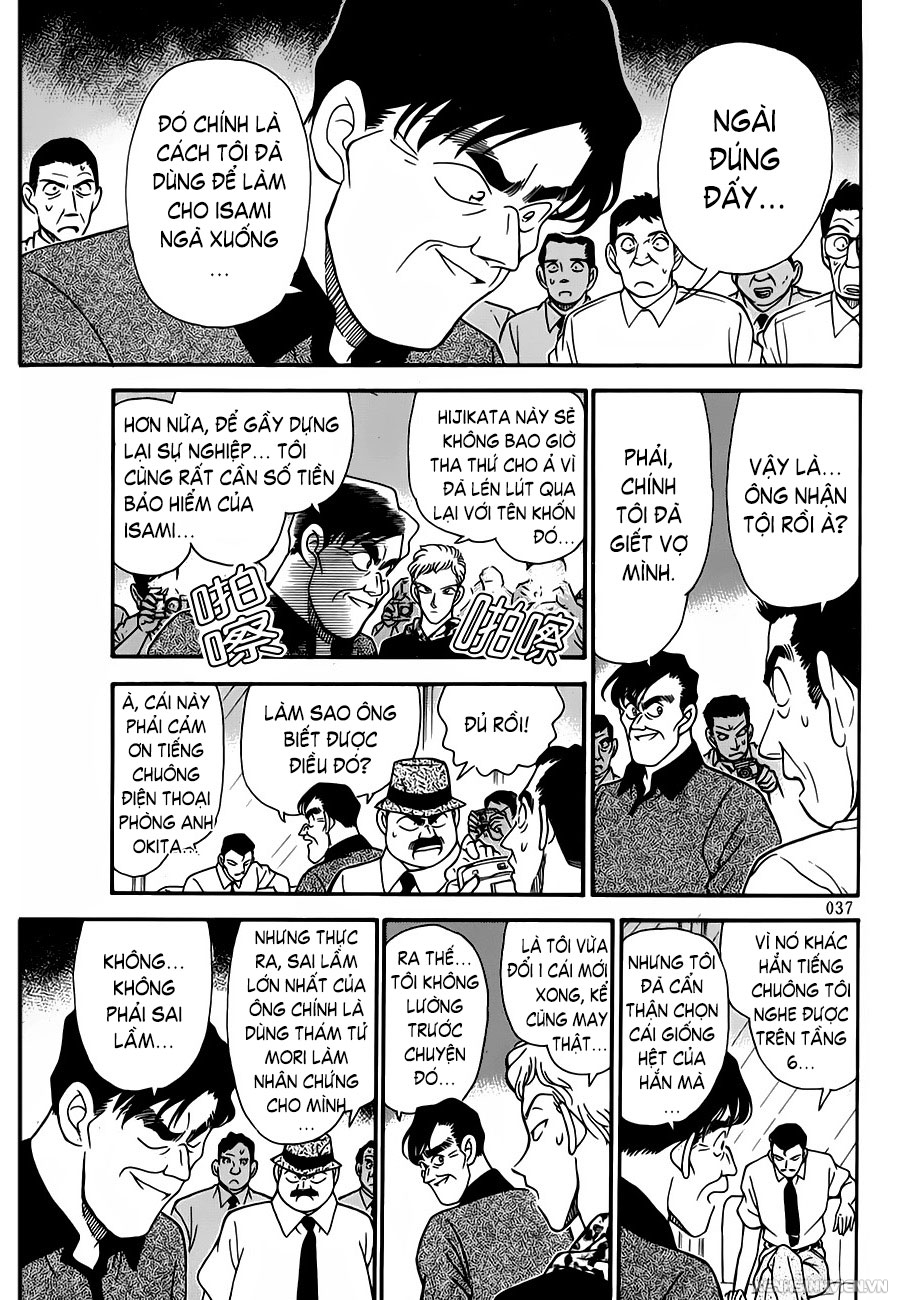 NGÀI
ĐÚNG
ĐẤY...
ĐÓ CHÍNH LÀ
CÁCH TÔI ĐÃ
DÙNG ĐỂ LÀM
CHO ISAMI
NGÃ XUỐNG
...
VẬY LÀ...
ÔNG NHẬN
TỘI RỒI À?
PHẢI,
CHÍNH
TÔI ĐÃ
GIẾT VỢ
MÌNH.
HIJIKATA NÀY SẼ
KHÔNG BAO GIỜ
THA THỨ CHO Ả VÌ
ĐÃ LÉN LÚT QUA
LẠI VỚI TÊN KHỐN
ĐÓ...
HƠN NỮA, ĐỂ GẦY DỰNG
LẠI SỰ NGHIỆP... TÔI
CŨNG RẤT CẦN SỐ TIỀN
BẢO HIỂM CỦA
ISAMI...
啪嚓
啪嚓
ĐỦ RỒI!
LÀM SAO ÔNG
BIẾT ĐƯỢC
ĐIỀU ĐÓ?
À, CÁI NÀY
PHẢI CẢM
ƠN TIẾNG
CHUÔNG
ĐIỆN THOẠI
PHÒNG ANH
OKITA...
037
VÌ NÓ KHÁC
HẲN TIẾNG
CHUÔNG TÔI
NGHE ĐƯỢC
TRÊN TẦNG
6...
NHƯNG TÔI
ĐÃ CẨN
THẬN CHỌN
CÁI GIỐNG
HỆT CỦA
HẮN MÀ
...
LÀ TÔI VỪA
ĐỔI 1 CÁI MỚI
XONG, KỂ
CŨNG MAY
THẬT...
RA THẾ...
TÔI KHÔNG
LƯỜNG
TRƯỚC
CHUYỆN
ĐÓ...
NHƯNG THỰC
RA, SAI LẦM
LỚN NHẤT CỦA
ÔNG CHÍNH LÀ
DÙNG THÁM TỬ
MORI LÀM
NHÂN CHỨNG
CHO MÌNH
...
KHÔNG...
KHÔNG
PHẢI SAI
LẦM...